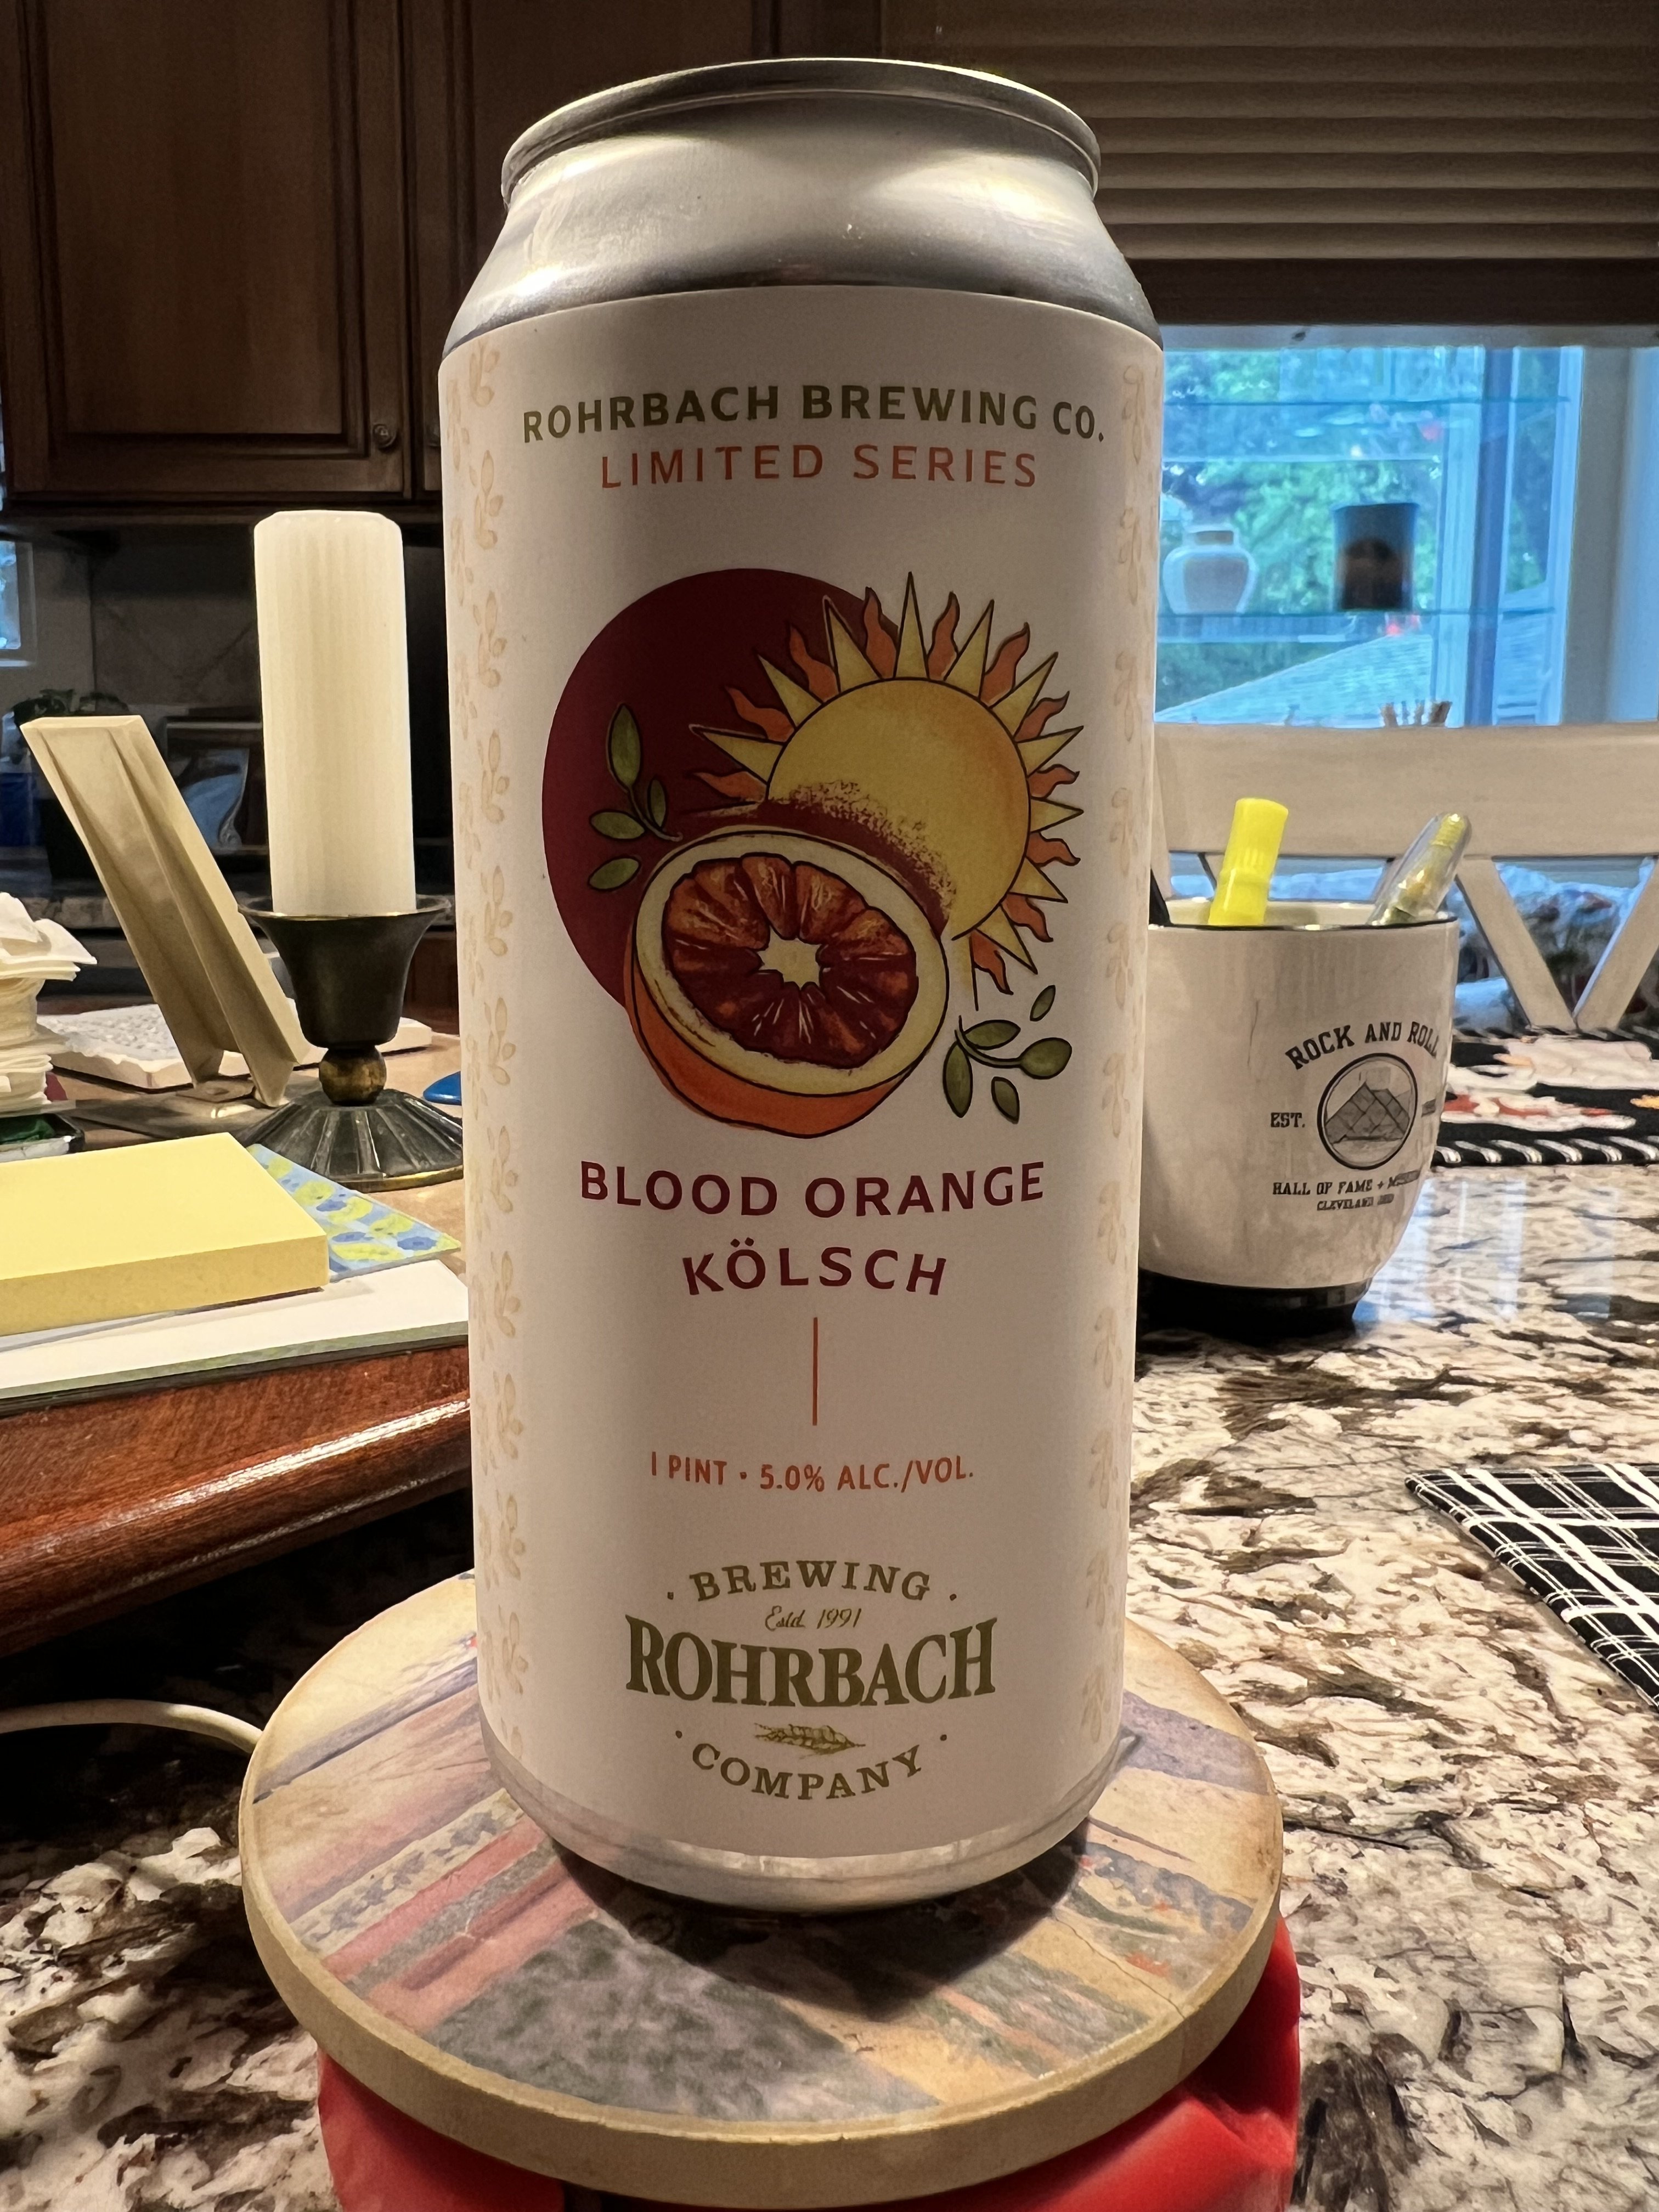 ROHRBACH BREWING CO.
LIMITED SERIES
BLOOD ORANGE
KÖLSCH
1 PINT • 5.0% ALC./VOL.
BREWING
Estd. 1991
ROHRBACH
COMPANY
ROCK AND ROLL
EST.
HALL OF FAME +
CLEVELAND